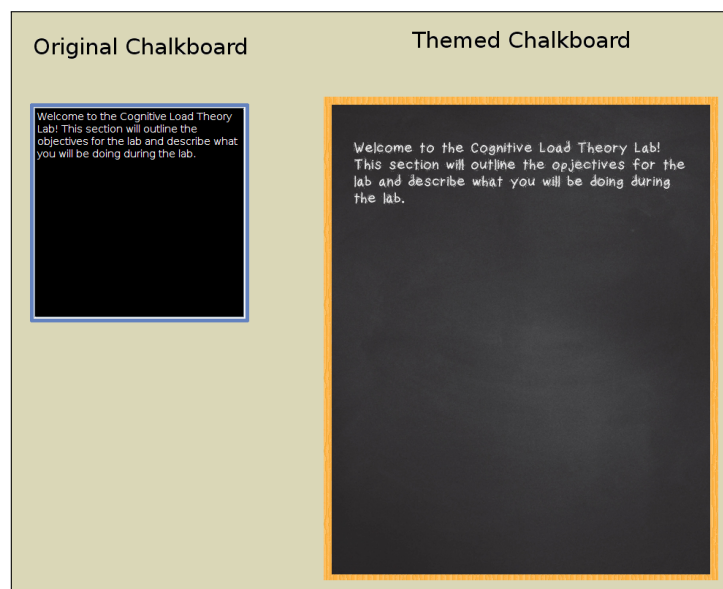 Original Chalkboard
Themed Chalkboard
Welcome to the Cognitive Load Theory
Lab! This section will outline the
objectives for the lab and describe what
you will be doing during the lab.
Welcome to the Cognitive Load Theory Lab!
This section will outline the opjectives for the
lab and describe what you will be doing during
the lab.